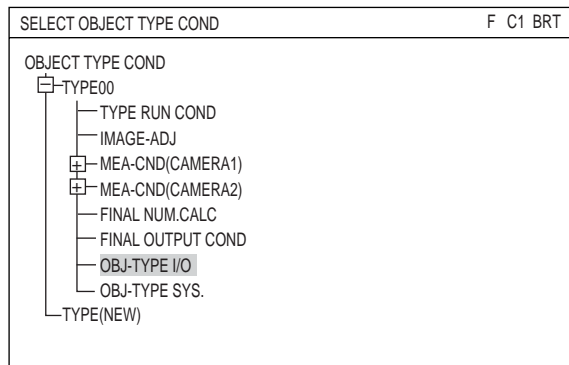 SELECT OBJECT TYPE COND F C1 BRT
OBJECT TYPE COND
TYPE00
TYPE RUN COND
IMAGE-ADJ
MEA-CND(CAMERA1)
MEA-CND(CAMERA2)
FINAL NUM.CALC
FINAL OUTPUT COND
OBJ-TYPE I/O
OBJ-TYPE SYS.
TYPE(NEW)